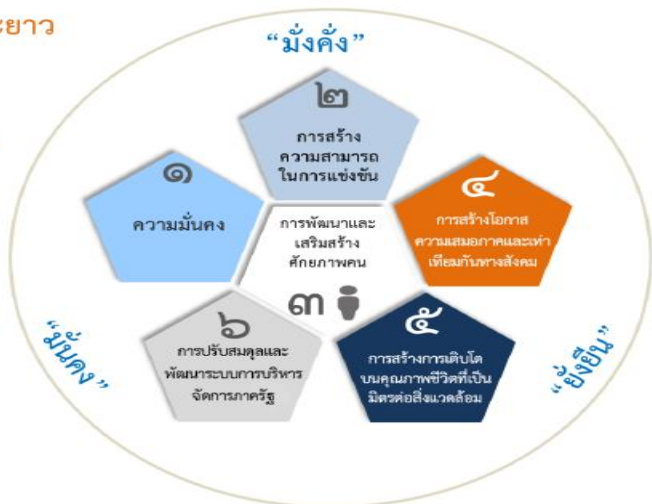 ะยาว
“มั่งคั่ง”
๒
การสร้าง
ความสามารถ
ในการแข่งขัน
๑
ความมั่นคง
๔
การสร้างโอกาส
ความเสมอภาคและเท่า
เทียมกันทางสังคม
การพัฒนาและ
เสริมสร้าง
ศักยภาพคน
๓
๖
การปรับสมดุลและ
พัฒนาระบบการบริหาร
จัดการภาครัฐ
๕
การสร้างการเติบโต
บนคุณภาพชีวิตที่เป็น
มิตรต่อสิ่งแวดล้อม
“มั่นคง”
“ยั่งยืน”